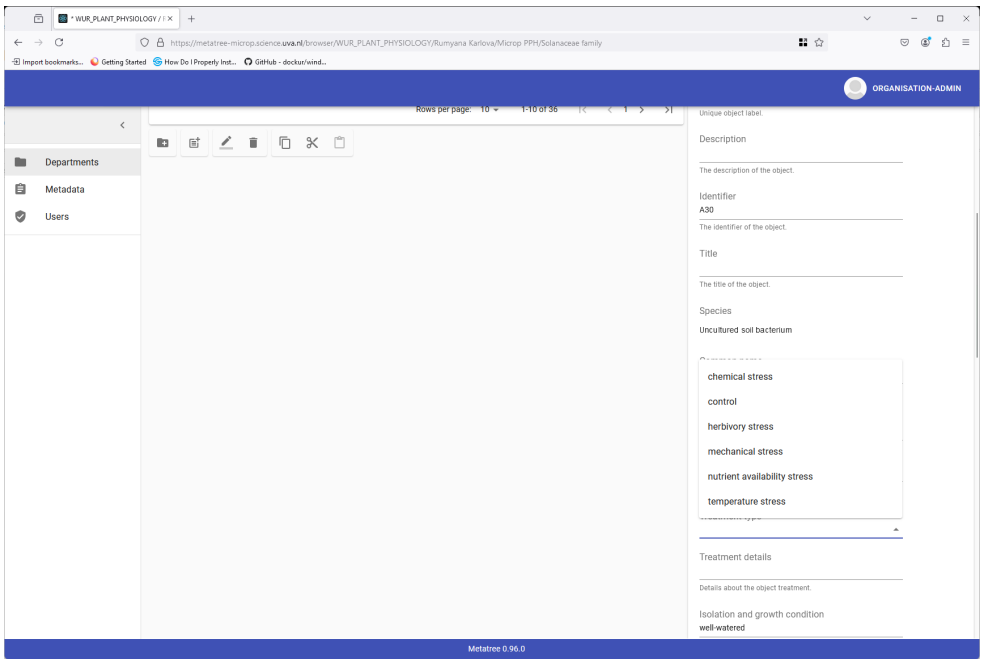 * WUR_PLANT_PHYSIOLOGY / I
https://metatree-microp.science.uva.nl/browser/WUR_PLANT_PHYSIOLOGY/Rumyana Karlova/Microp PPH/Solanaceae family
Import bookmarks... Getting Started How Do I Properly Inst... GitHub - dockur/wind...
ORGANISATION-ADMIN
Rows per page: 10 1-10 of 36 1
Unique object label.
Departments
Metadata
Users
Description
The description of the object.
Identifier
A30
The identifier of the object.
Title
The title of the object.
Species
Uncultured soil bacterium
Common name
chemical stress
control
herbivory stress
mechanical stress
nutrient availability stress
temperature stress
Treatment type
Treatment details
Details about the object treatment.
Isolation and growth condition
well-watered
Metatree 0.96.0